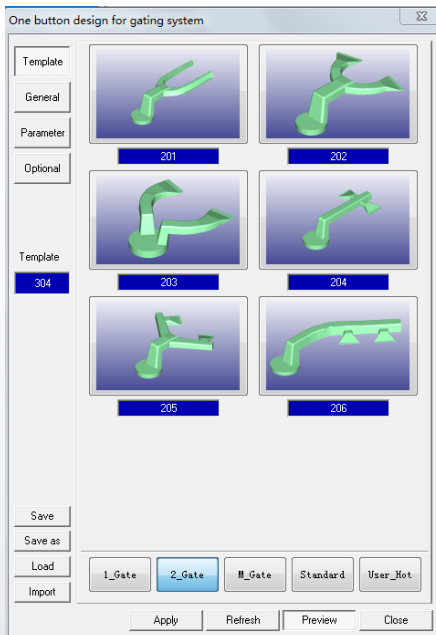 One button design for gating system
Template
General
Parameter
Optional
Template
304
201
202
203
204
205
206
Save
Save as
Load
Import
1_Gate
2_Gate
M_Gate
Standard
User_Hot
Apply
Refresh
Preview
Close